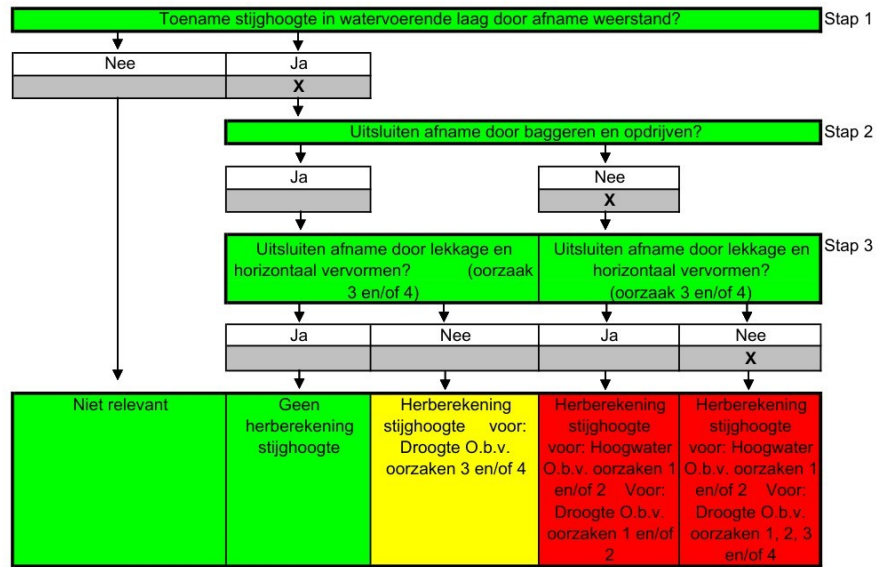 Toename stijghoogte in watervoerende laag door afname weerstand?
Stap 1
Nee
Ja
X
Uitsluiten afname door baggeren en opdrijven?
Stap 2
Ja
Nee
X
Uitsluiten afname door lekkage en
horizontaal vervormen? (oorzaak
3 en/of 4)
Uitsluiten afname door lekkage en
horizontaal vervormen?
(oorzaak 3 en/of 4)
Stap 3
Ja
Nee
Ja
Nee
X
Niet relevant
Geen
herberekening
stijghoogte
Herberekening
stijghoogte voor:
Droogte O.b.v.
oorzaken 3 en/of 4
Herberekening
stijghoogte
voor: Hoogwater
O.b.v. oorzaken 1
en/of 2 Voor:
Droogte O.b.v.
oorzaken 1 en/of
2
Herberekening
stijghoogte
voor: Hoogwater
O.b.v. oorzaken 1
en/of 2 Voor:
Droogte O.b.v.
oorzaken 1, 2, 3
en/of 4